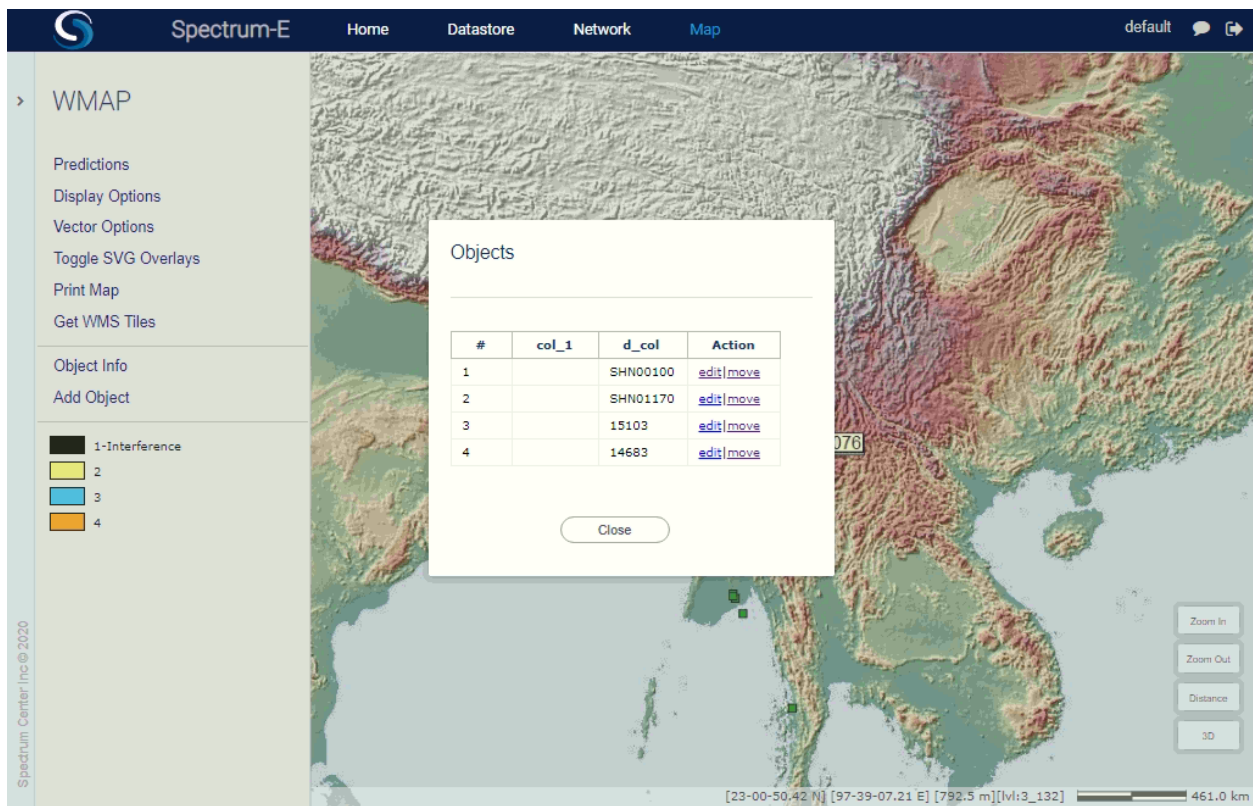 Spectrum-E Home Datastore Network Map default
> WMAP
Predictions
Display Options
Vector Options
Toggle SVG Overlays
Print Map
Get WMS Tiles
Object Info
Add Object
1-Interference
2
3
4
Objects
# col_1 d_col Action
1 SHN00100 edit|move
2 SHN01170 edit|move
3 15103 edit|move
4 14683 edit|move
Close
076
Zoom In
Zoom Out
Distance
3D
Spectrum Center Inc © 2020
[23-00-50.42 N] [97-39-07.21 E] [792.5 m][lvl:3_132] 461.0 km